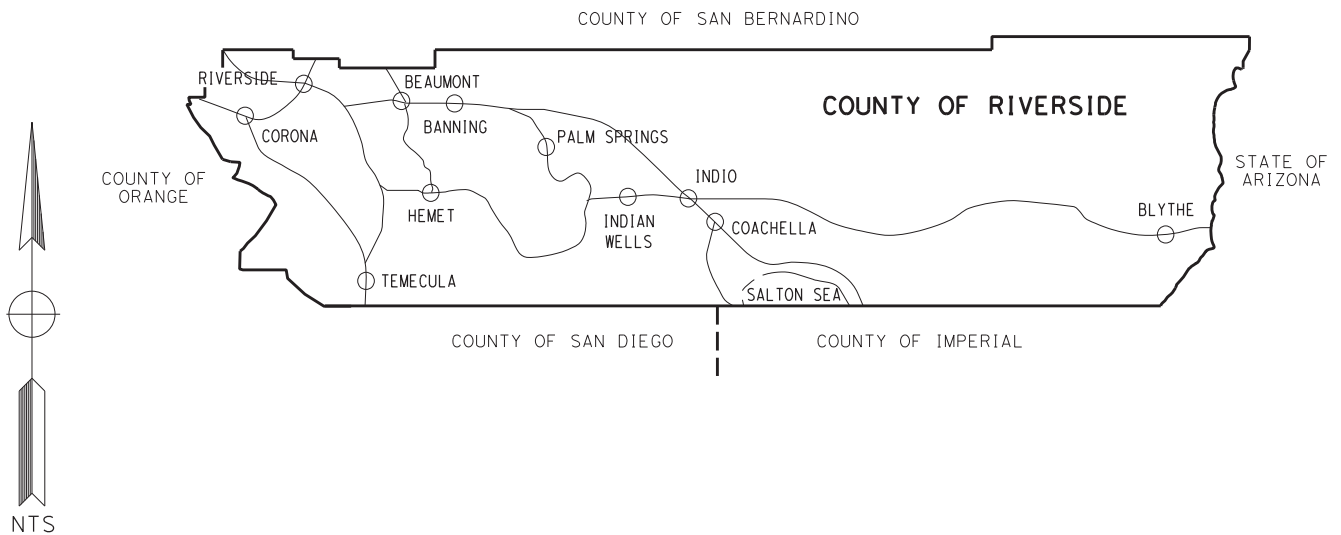 COUNTY OF SAN BERNARDINO
RIVERSIDE
BEAUMONT
COUNTY OF RIVERSIDE
CORONA
BANNING
PALM SPRINGS
COUNTY OF
ORANGE
STATE OF
ARIZONA
INDIO
HEMET
INDIAN
WELLS
COACHELLA
BLYTHE
TEMECULA
SALTON SEA
COUNTY OF SAN DIEGO
COUNTY OF IMPERIAL
NTS